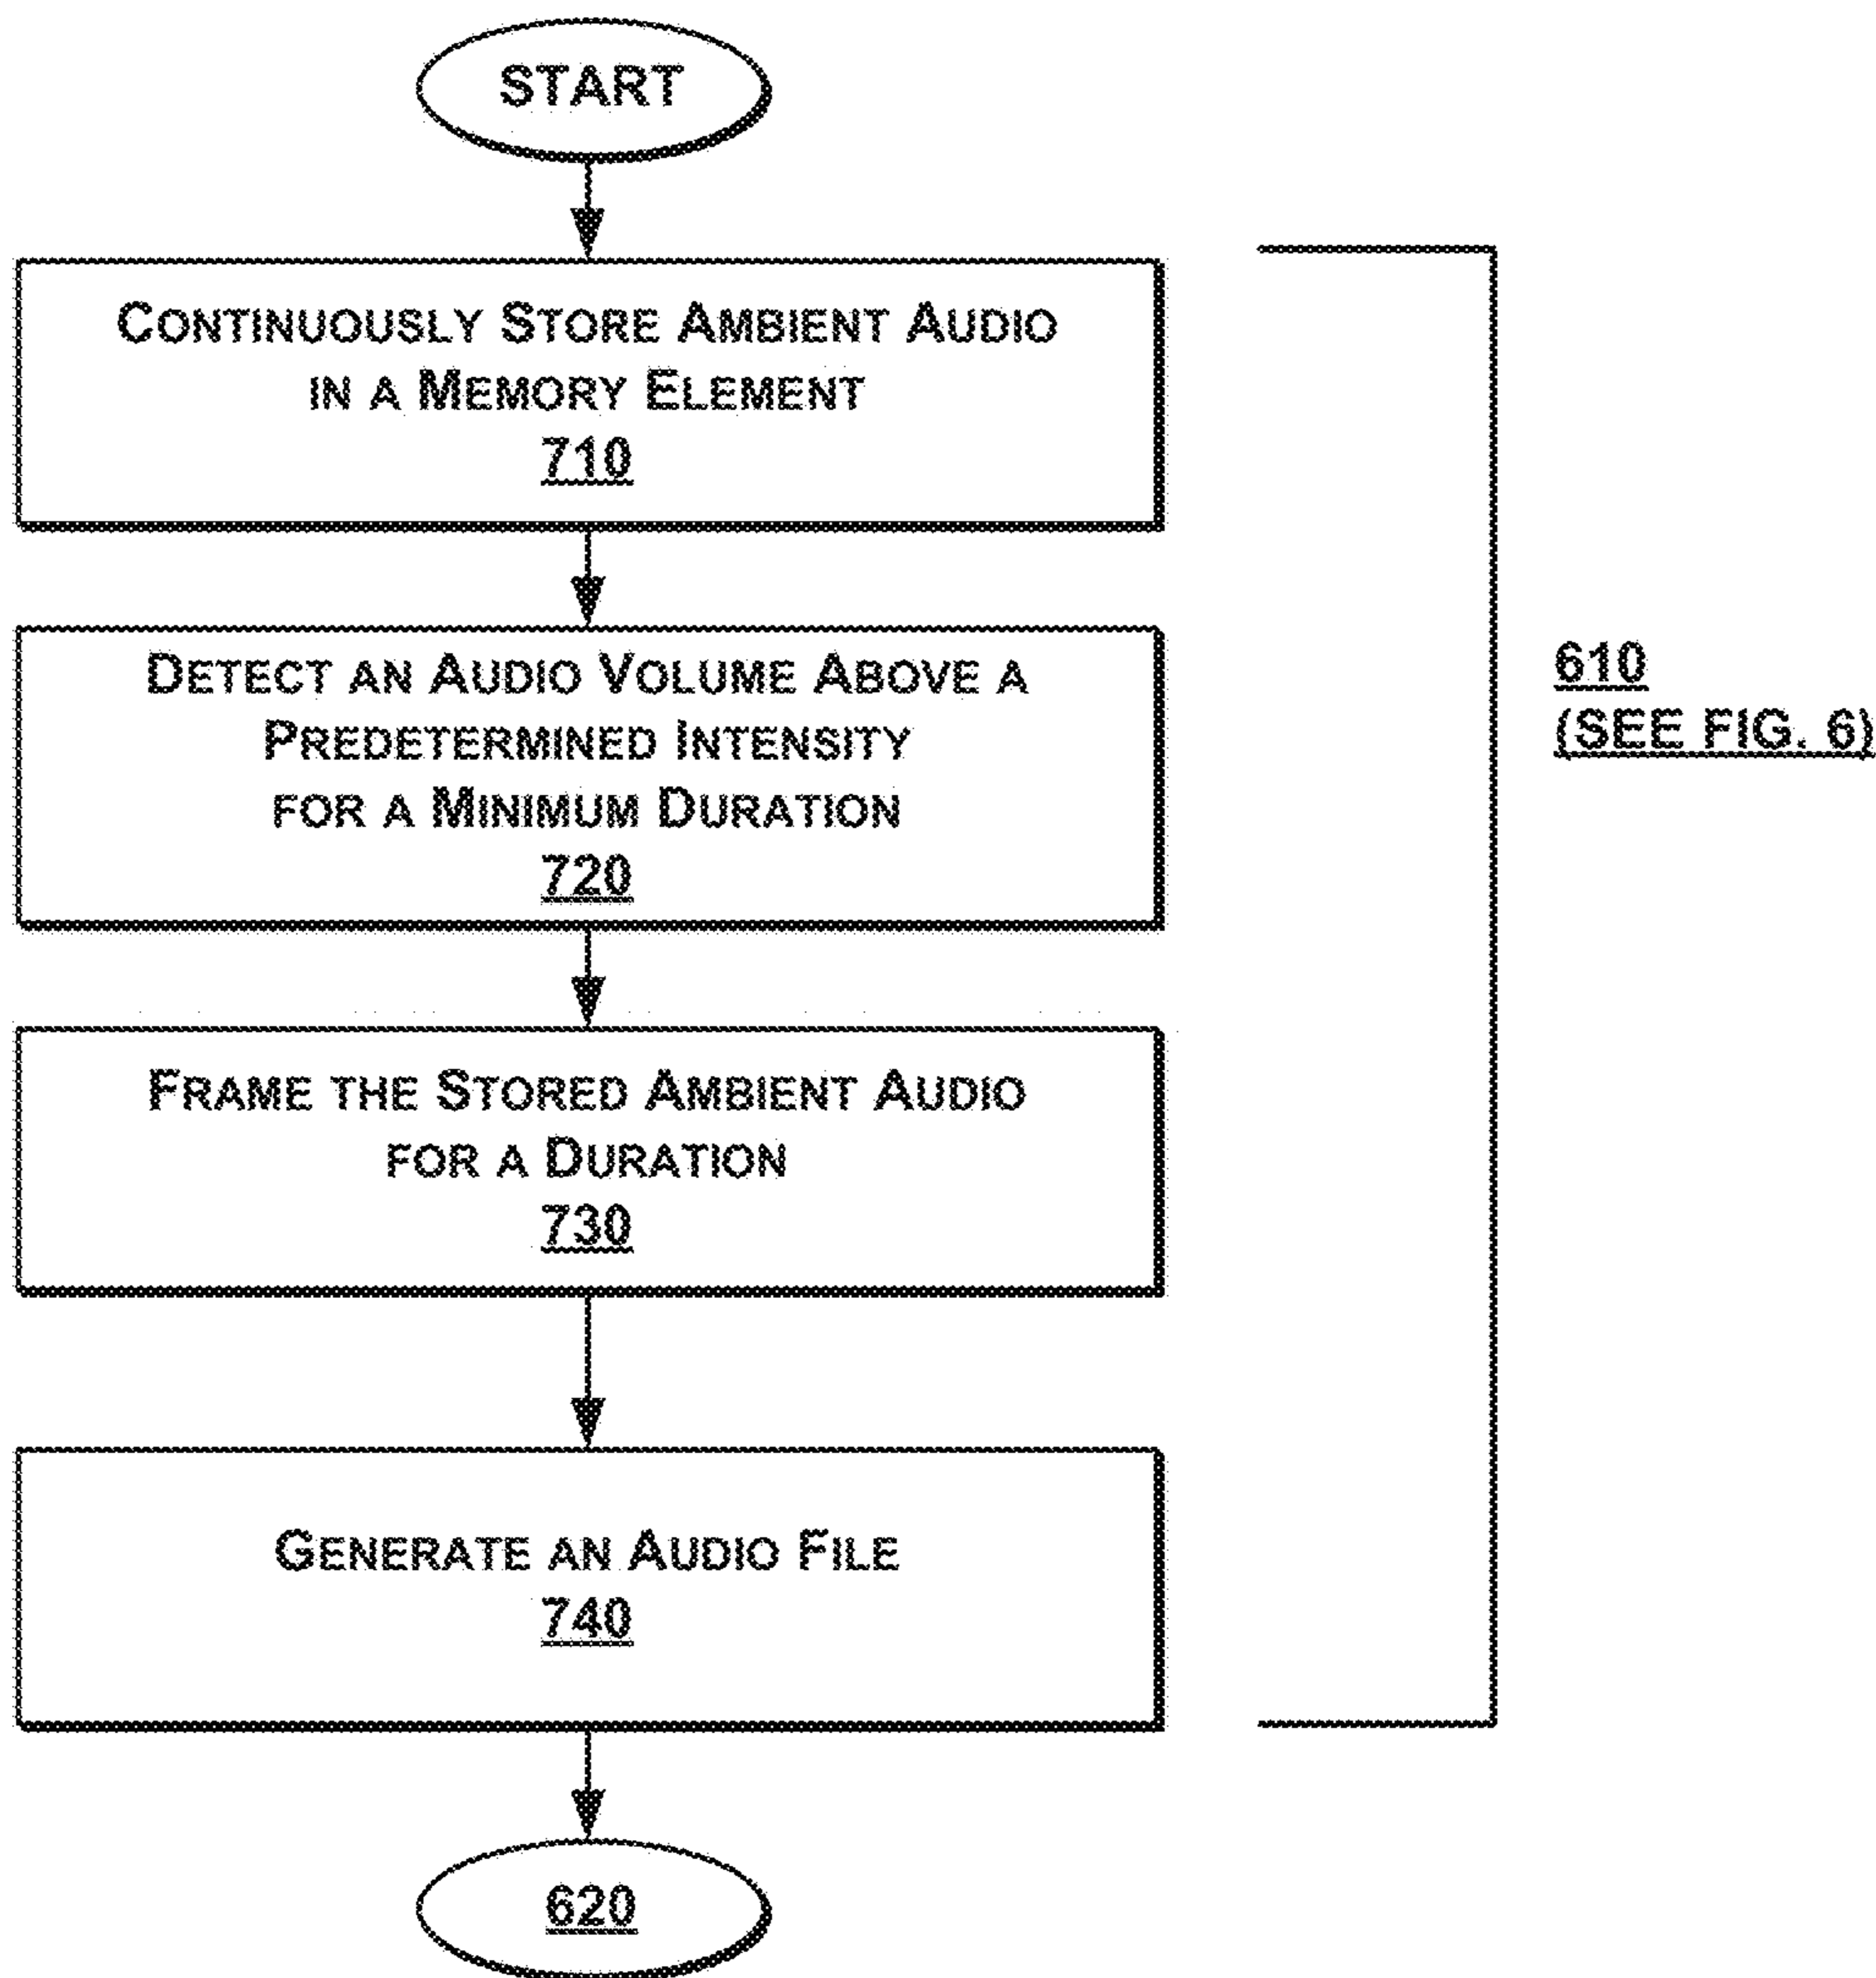 START
CONTINUOUSLY STORE AMBIENT AUDIO
IN A MEMORY ELEMENT
710
DETECT AN AUDIO VOLUME ABOVE A
PREDETERMINED INTENSITY
FOR A MINIMUM DURATION
720
610
(SEE FIG. 6)
FRAME THE STORED AMBIENT AUDIO
FOR A DURATION
730
GENERATE AN AUDIO FILE
740
620